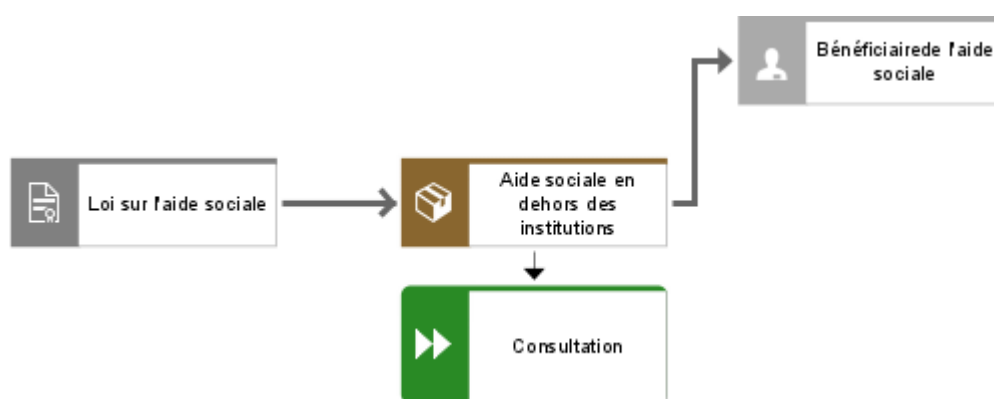 Bénéficiairede l'aide
sociale
Loi sur l'aide sociale
Aide sociale en
dehors des
institutions
Consultation